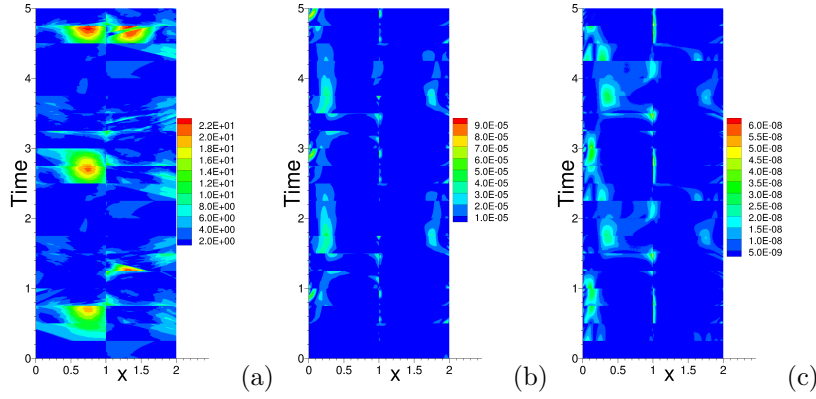 5
4
3
2
1
0
Time
0 0.5 1 1.5 2
x
2.2E+01
2.0E+01
1.8E+01
1.6E+01
1.4E+01
1.2E+01
1.0E+01
8.0E+00
6.0E+00
4.0E+00
2.0E+00
(a)
5
4
3
2
1
0
Time
0 0.5 1 1.5 2
x
9.0E-05
8.0E-05
7.0E-05
6.0E-05
5.0E-05
4.0E-05
3.0E-05
2.0E-05
1.0E-05
(b)
5
4
3
2
1
0
Time
0 0.5 1 1.5 2
x
6.0E-08
5.5E-08
5.0E-08
4.5E-08
4.0E-08
3.5E-08
3.0E-08
2.5E-08
2.0E-08
1.5E-08
1.0E-08
5.0E-09
(c)